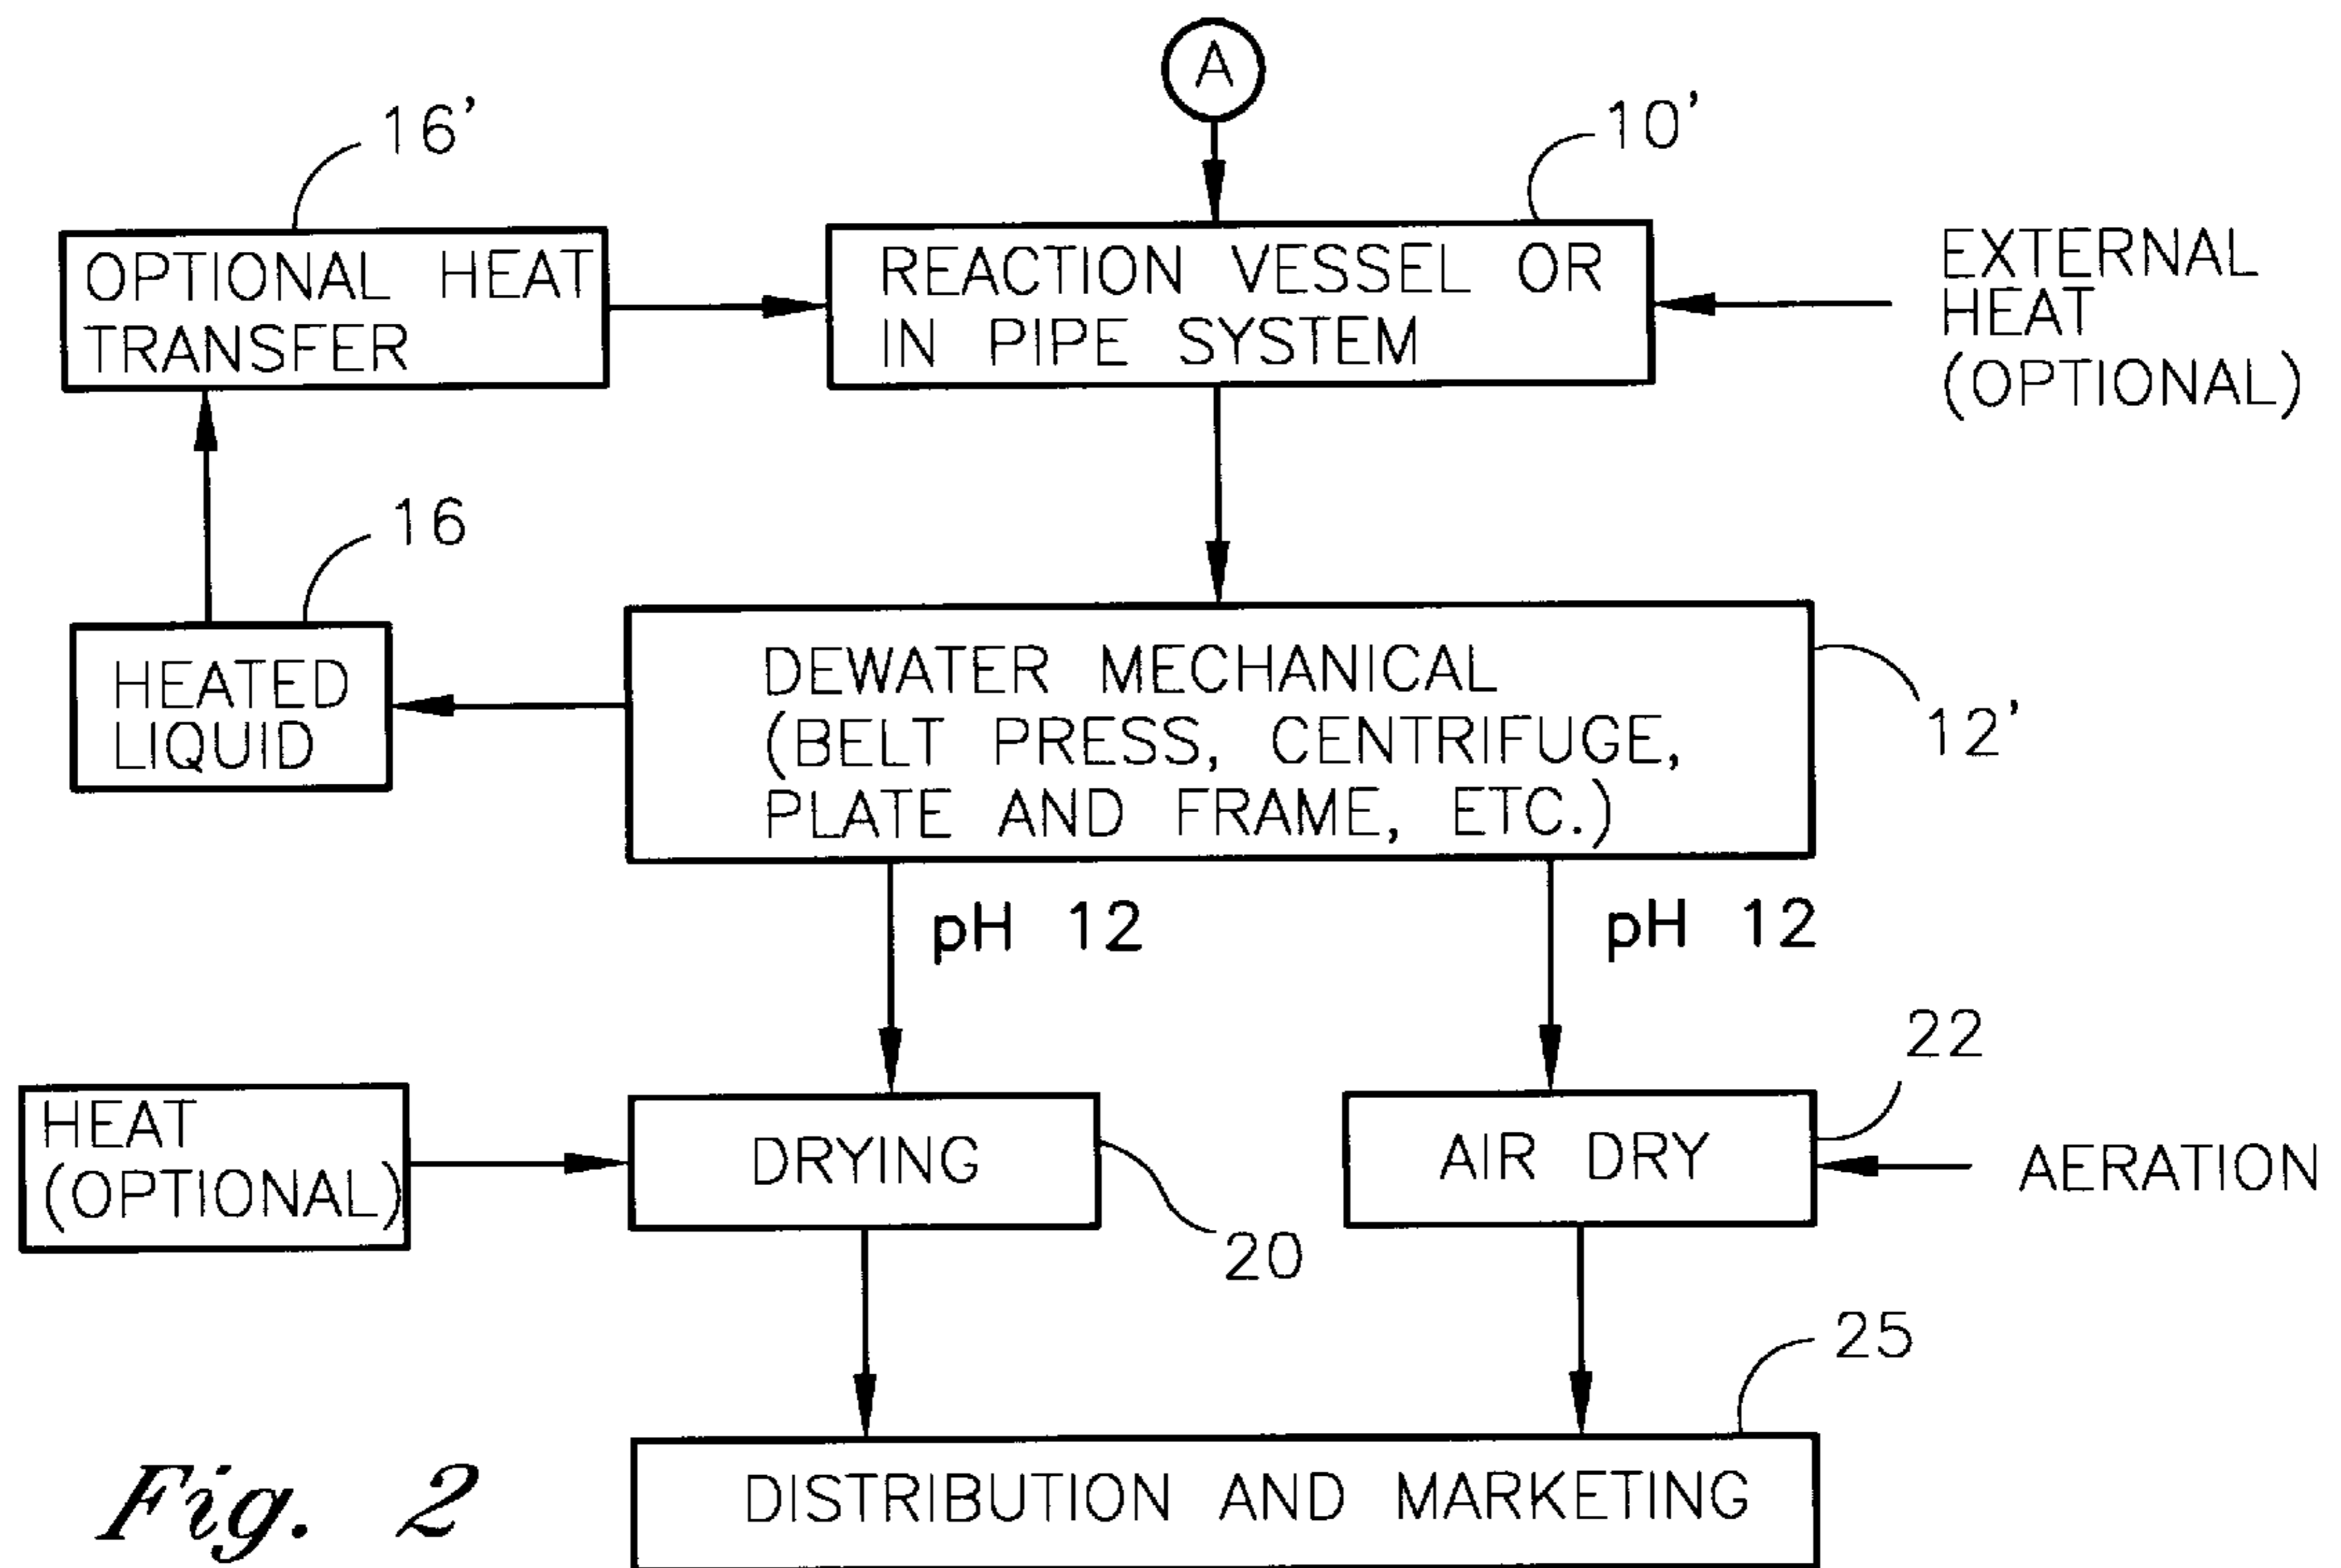 A
16'
10'
OPTIONAL HEAT
TRANSFER
REACTION VESSEL OR
IN PIPE SYSTEM
EXTERNAL
HEAT
(OPTIONAL)
16
HEATED
LIQUID
DEWATER MECHANICAL
(BELT PRESS, CENTRIFUGE,
PLATE AND FRAME, ETC.)
12'
pH 12
pH 12
22
HEAT
(OPTIONAL)
DRYING
AIR DRY
AERATION
20
25
DISTRIBUTION AND MARKETING
Fig. 2